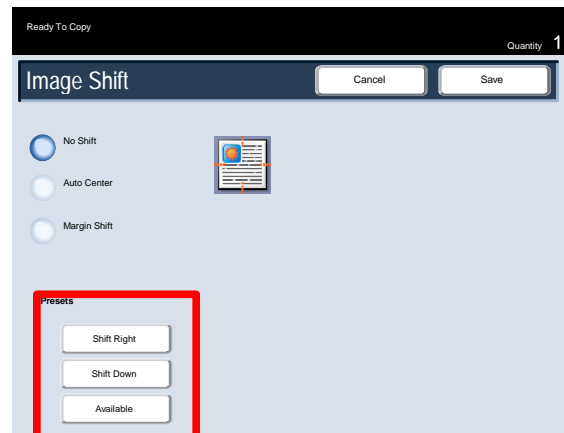 Ready To Copy
Quantity 1
Image Shift
Cancel
Save
No Shift
Auto Center
Margin Shift
Presets
Shift Right
Shift Down
Available